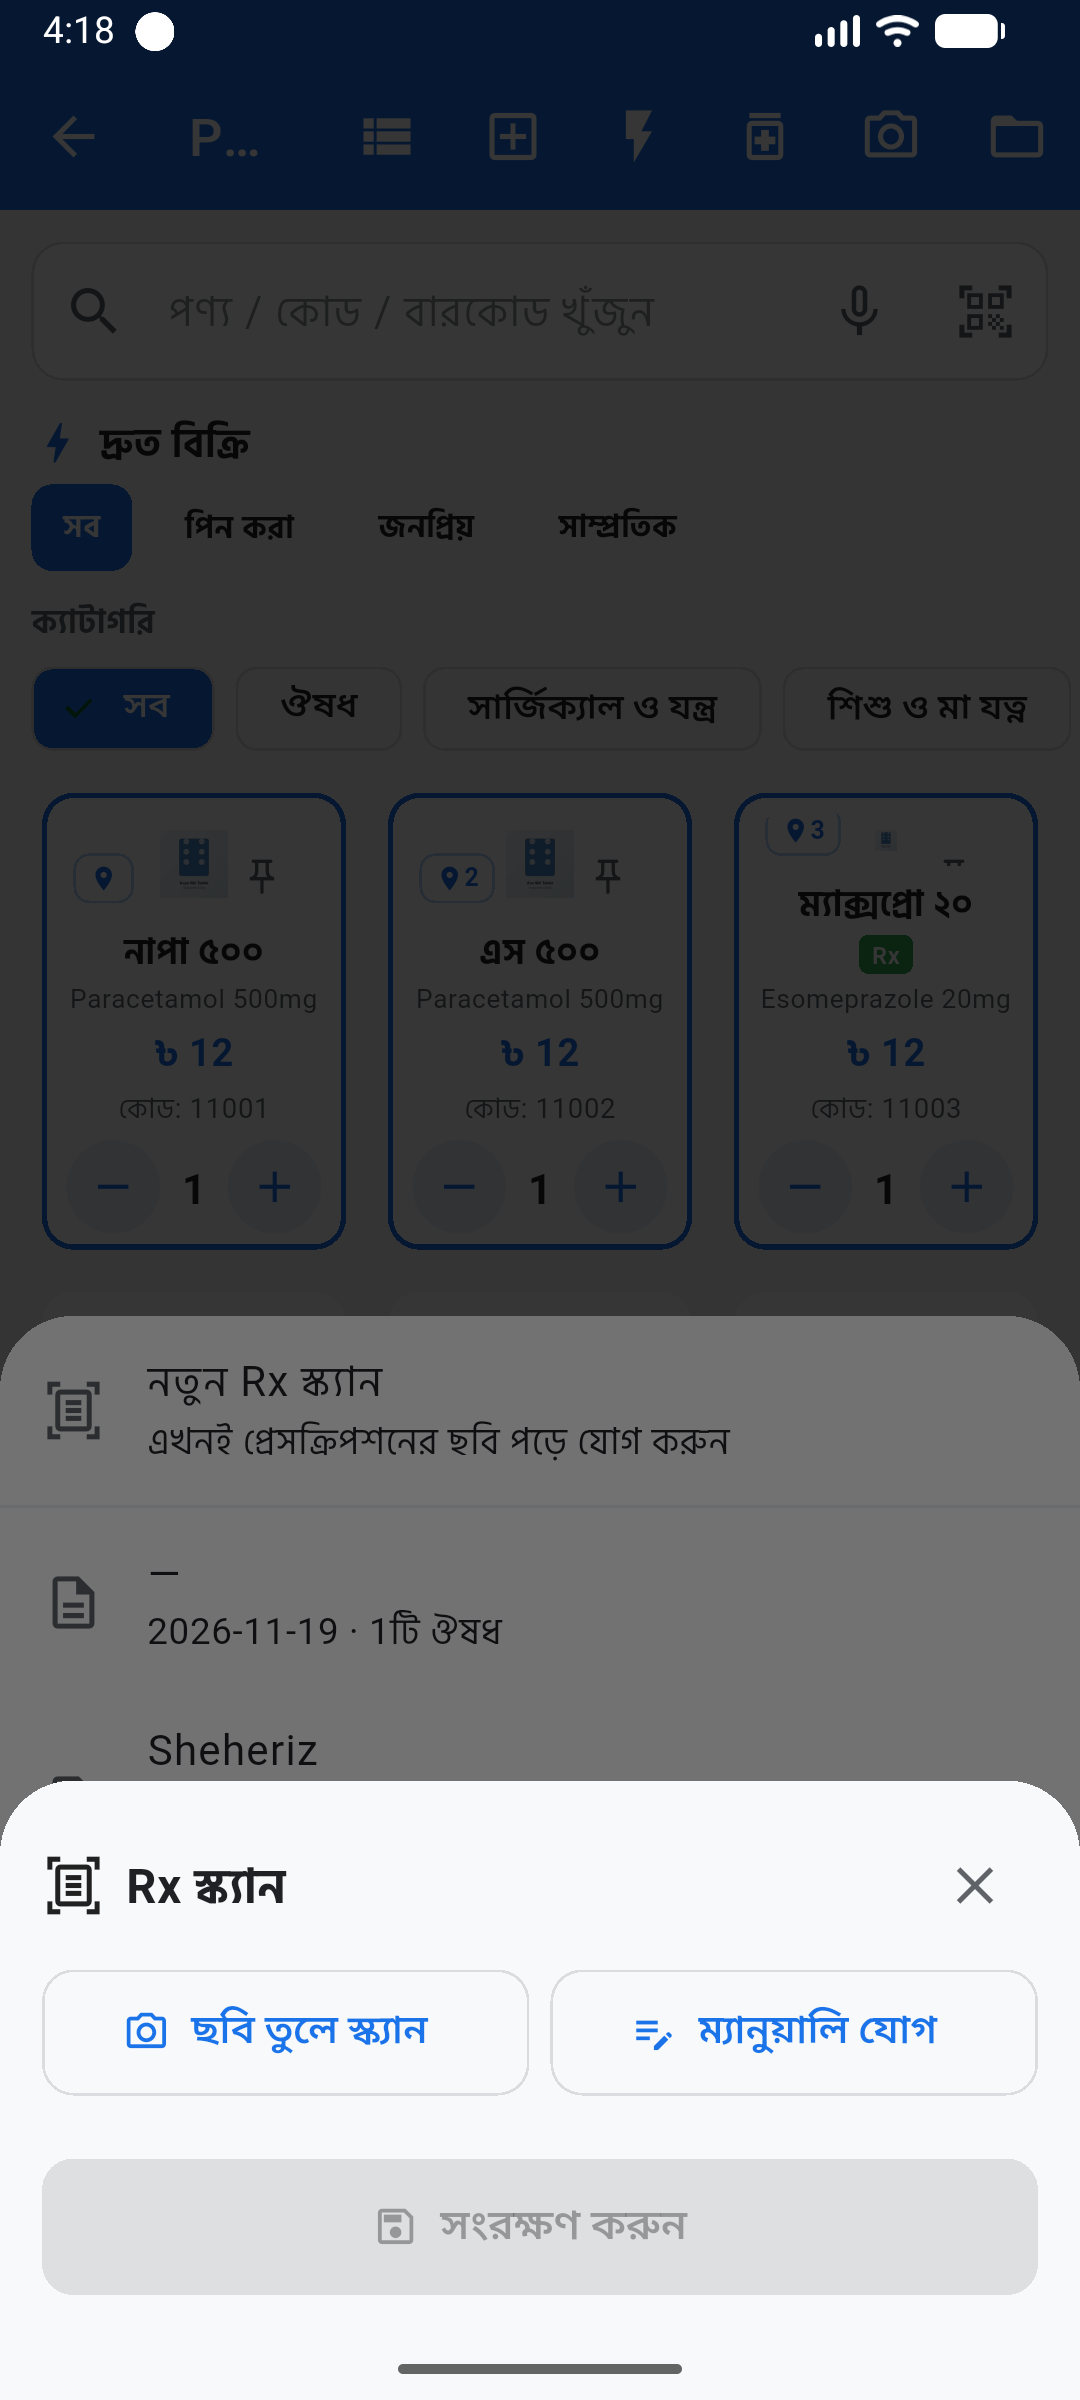 4:18
P...
পণ্য / কোড / বারকোড খুঁজুন
দ্রুত বিক্রি
সব পিন করা জনপ্রিয় সাম্প্রতিক
ক্যাটাগরি
সব ঔষধ সার্জিক্যাল ও যন্ত্র শিশু ও মা যত্ন
2 3
নাপা ৫০০ এস ৫০০ ম্যাক্সপ্রো ২০
Rx
Paracetamol 500mg Paracetamol 500mg Esomeprazole 20mg
৳ 12 ৳ 12 ৳ 12
কোড: 11001 কোড: 11002 কোড: 11003
− 1 + − 1 + − 1 +
নতুন Rx স্ক্যান
এখনই প্রেসক্রিপশনের ছবি পড়ে যোগ করুন
—
2026-11-19 · 1টি ঔষধ
Sheheriz
Rx স্ক্যান
ছবি তুলে স্ক্যান ম্যানুয়ালি যোগ
সংরক্ষণ করুন